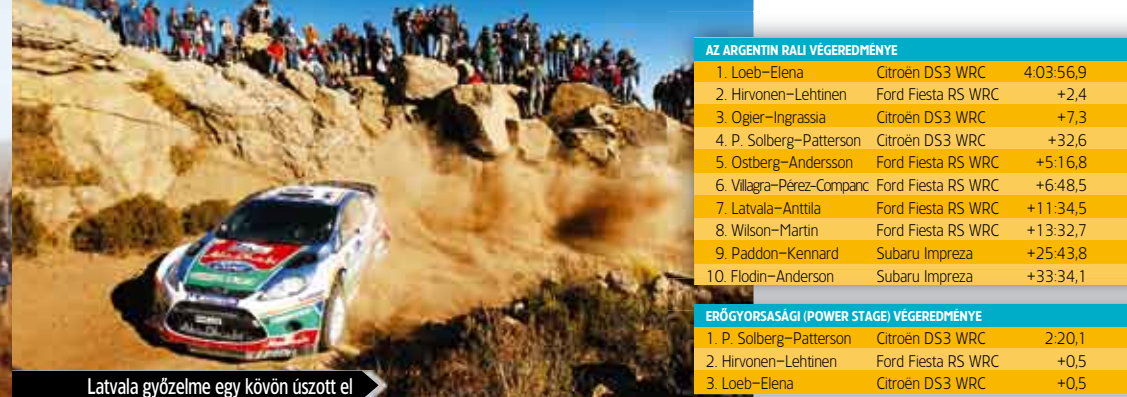 Latvala győzelme egy kövön úszott el
AZ ARGENTIN RALI VÉGEREDMÉNYE
1. Loeb–Elena Citroën DS3 WRC 4:03:56,9
2. Hirvonen–Lehtinen Ford Fiesta RS WRC +2,4
3. Ogier–Ingrassia Citroën DS3 WRC +7,3
4. P. Solberg–Patterson Citroën DS3 WRC +32,6
5. Ostberg–Andersson Ford Fiesta RS WRC +5:16,8
6. Villagra–Pérez-Companc Ford Fiesta RS WRC +6:48,5
7. Latvala–Anttila Ford Fiesta RS WRC +11:34,5
8. Wilson–Martin Ford Fiesta RS WRC +13:32,7
9. Paddon–Kennard Subaru Impreza +25:43,8
10. Flodin–Anderson Subaru Impreza +33:34,1
ERŐGYORSASÁGI (POWER STAGE) VÉGEREDMÉNYE
1. P. Solberg–Patterson Citroën DS3 WRC 2:20,1
2. Hirvonen–Lehtinen Ford Fiesta RS WRC +0,5
3. Loeb–Elena Citroën DS3 WRC +0,5